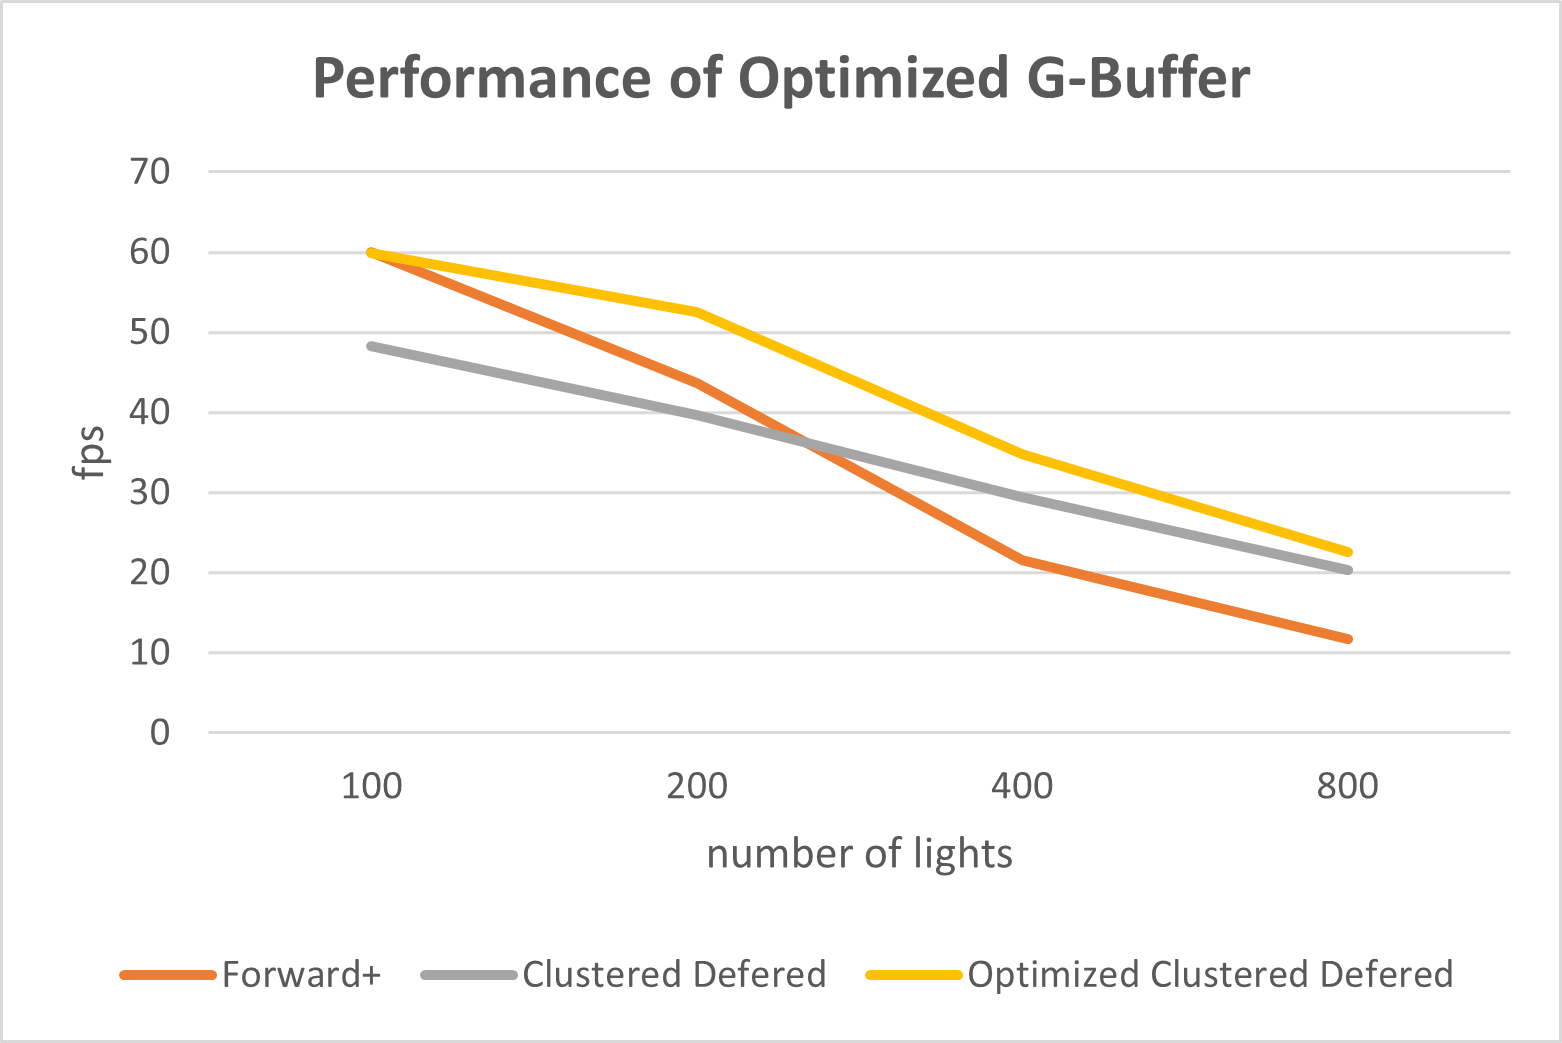 Performance of Optimized G-Buffer
70
60
50
40
30
20
10
0
fps
100 200 400 800
number of lights
Forward+ Clustered Defered Optimized Clustered Defered